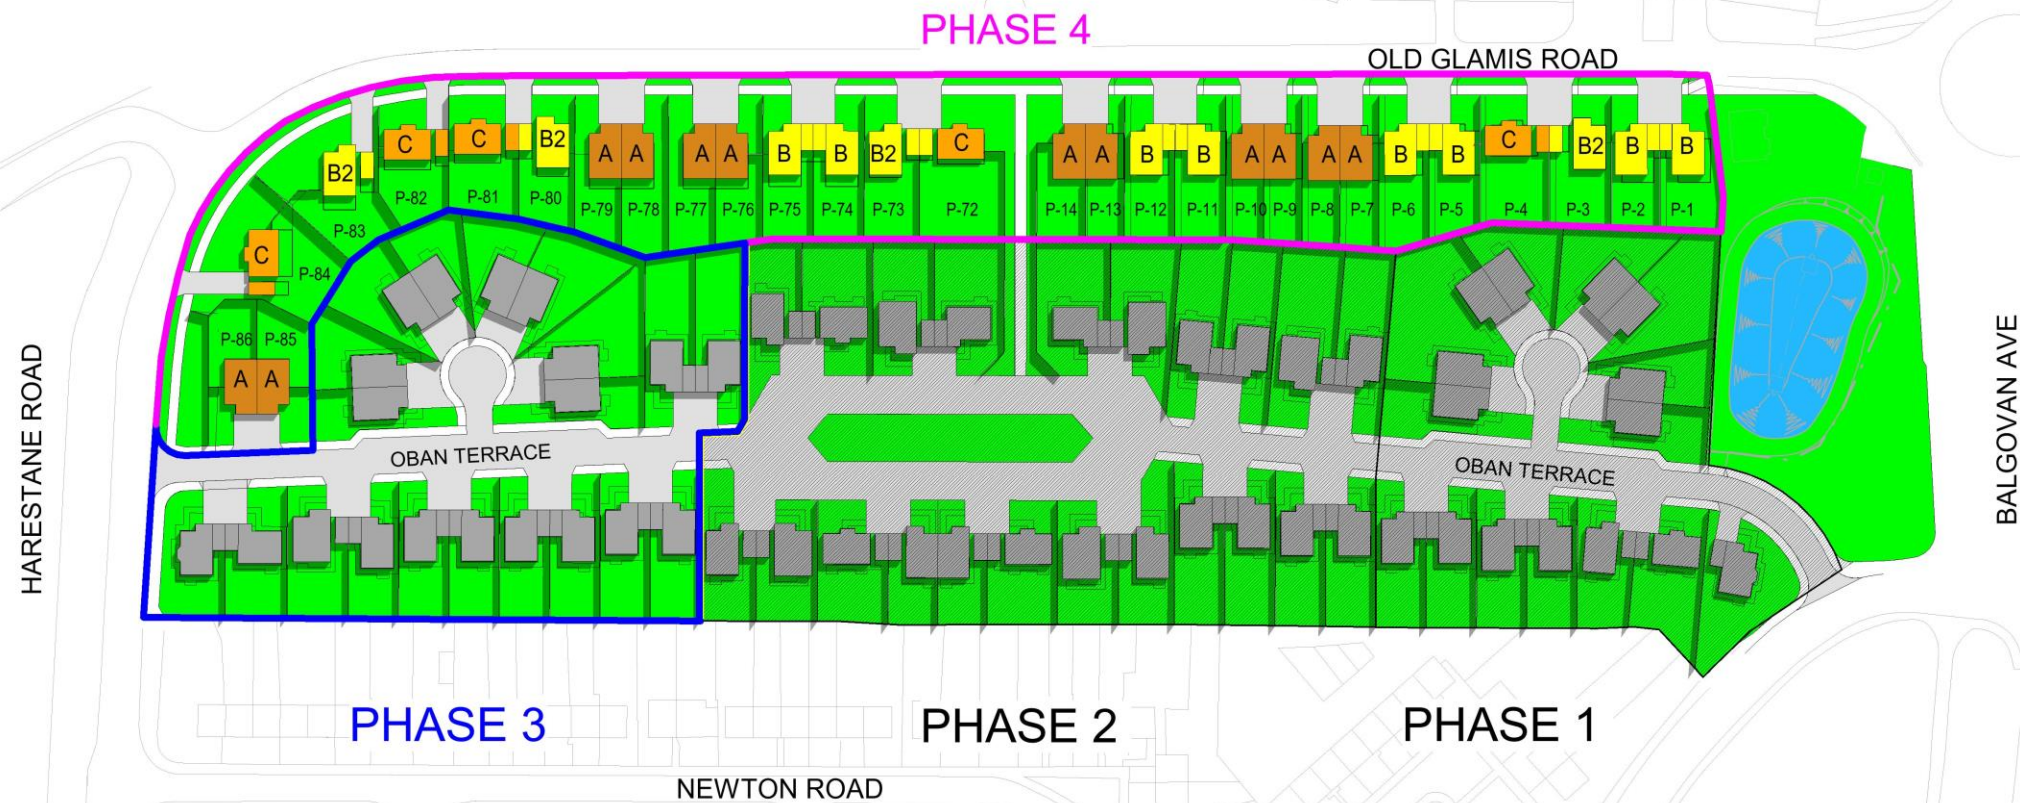 PHASE 4
OLD GLAMIS ROAD
C
C
B2
A A
A A
B
B
B2
C
A A
B
B
A A
A A
B
B
C
B2
B
B
B2
P-82
P-81
P-80
P-79
P-78
P-77
P-76
P-75
P-74
P-73
P-72
P-14
P-13
P-12
P-11
P-10
P-9
P-8
P-7
P-6
P-5
P-4
P-3
P-2
P-1
P-83
C
P-84
P-86
P-85
A A
HARESTANE ROAD
BALGOVAN AVE
OBAN TERRACE
OBAN TERRACE
PHASE 3
PHASE 2
PHASE 1
NEWTON ROAD